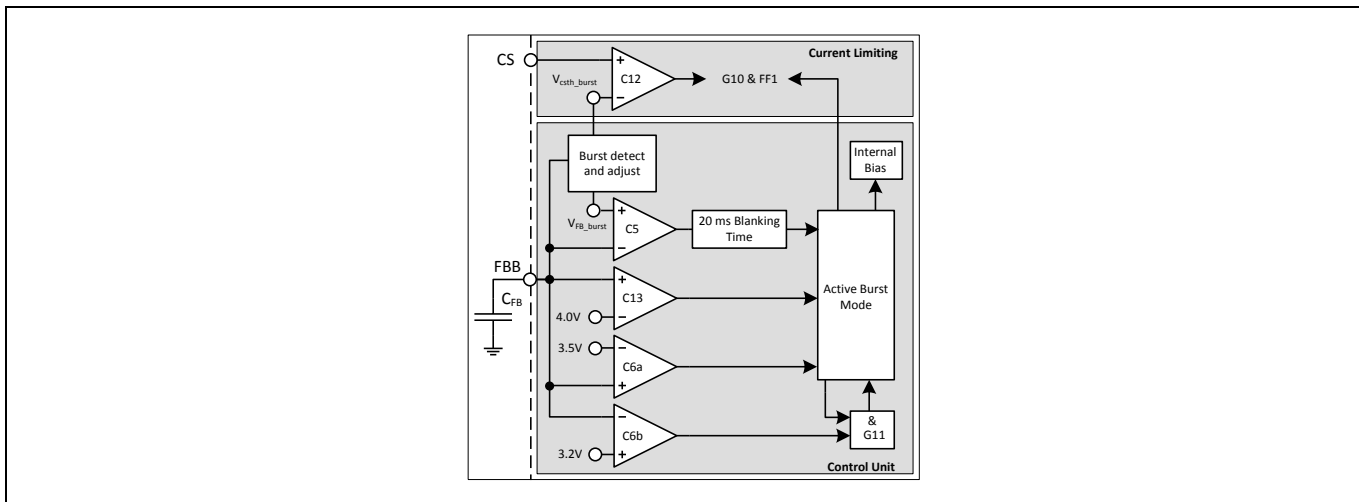 Current Limiting
CS
+
C12
−
V_csth_burst
G10 & FF1
Burst detect
and adjust
Internal
Bias
V_FB_burst
+
C5
−
20 ms Blanking
Time
FBB
C_FB
+
C13
−
4.0V
Active Burst
Mode
3.5V
−
C6a
+
−
C6b
+
3.2V
&
G11
Control Unit